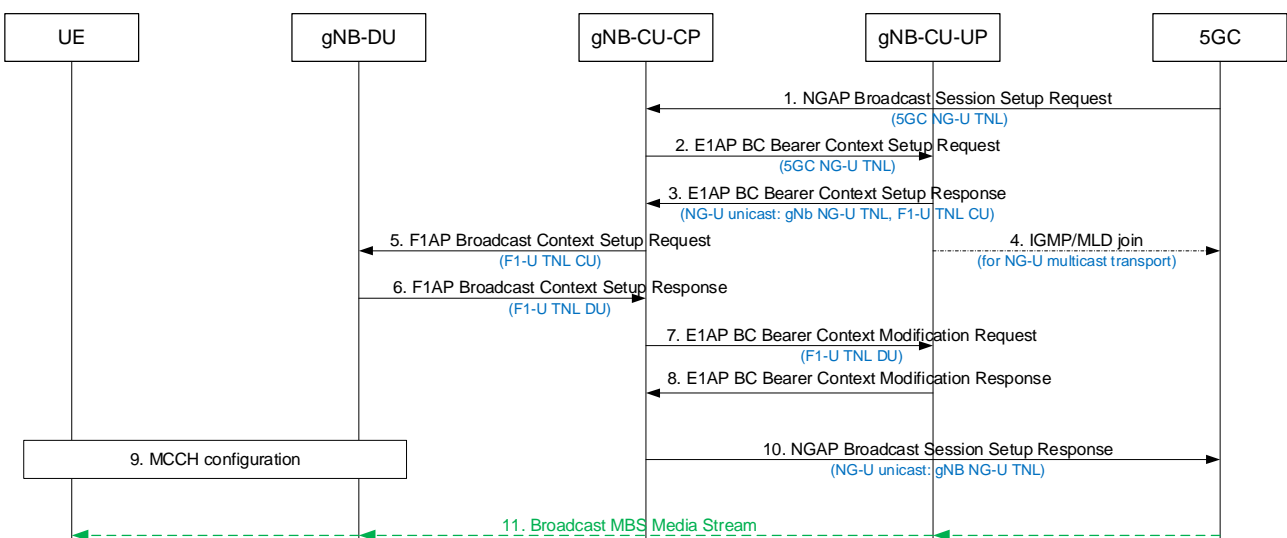 UE
gNB-DU
gNB-CU-CP
gNB-CU-UP
5GC
1. NGAP Broadcast Session Setup Request
(5GC NG-U TNL)
2. E1AP BC Bearer Context Setup Request
(5GC NG-U TNL)
3. E1AP BC Bearer Context Setup Response
(NG-U unicast: gNb NG-U TNL, F1-U TNL CU)
5. F1AP Broadcast Context Setup Request
(F1-U TNL CU)
4. IGMP/MLD join
(for NG-U multicast transport)
6. F1AP Broadcast Context Setup Response
(F1-U TNL DU)
7. E1AP BC Bearer Context Modification Request
(F1-U TNL DU)
8. E1AP BC Bearer Context Modification Response
9. MCCH configuration
10. NGAP Broadcast Session Setup Response
(NG-U unicast: gNB NG-U TNL)
11. Broadcast MBS Media Stream